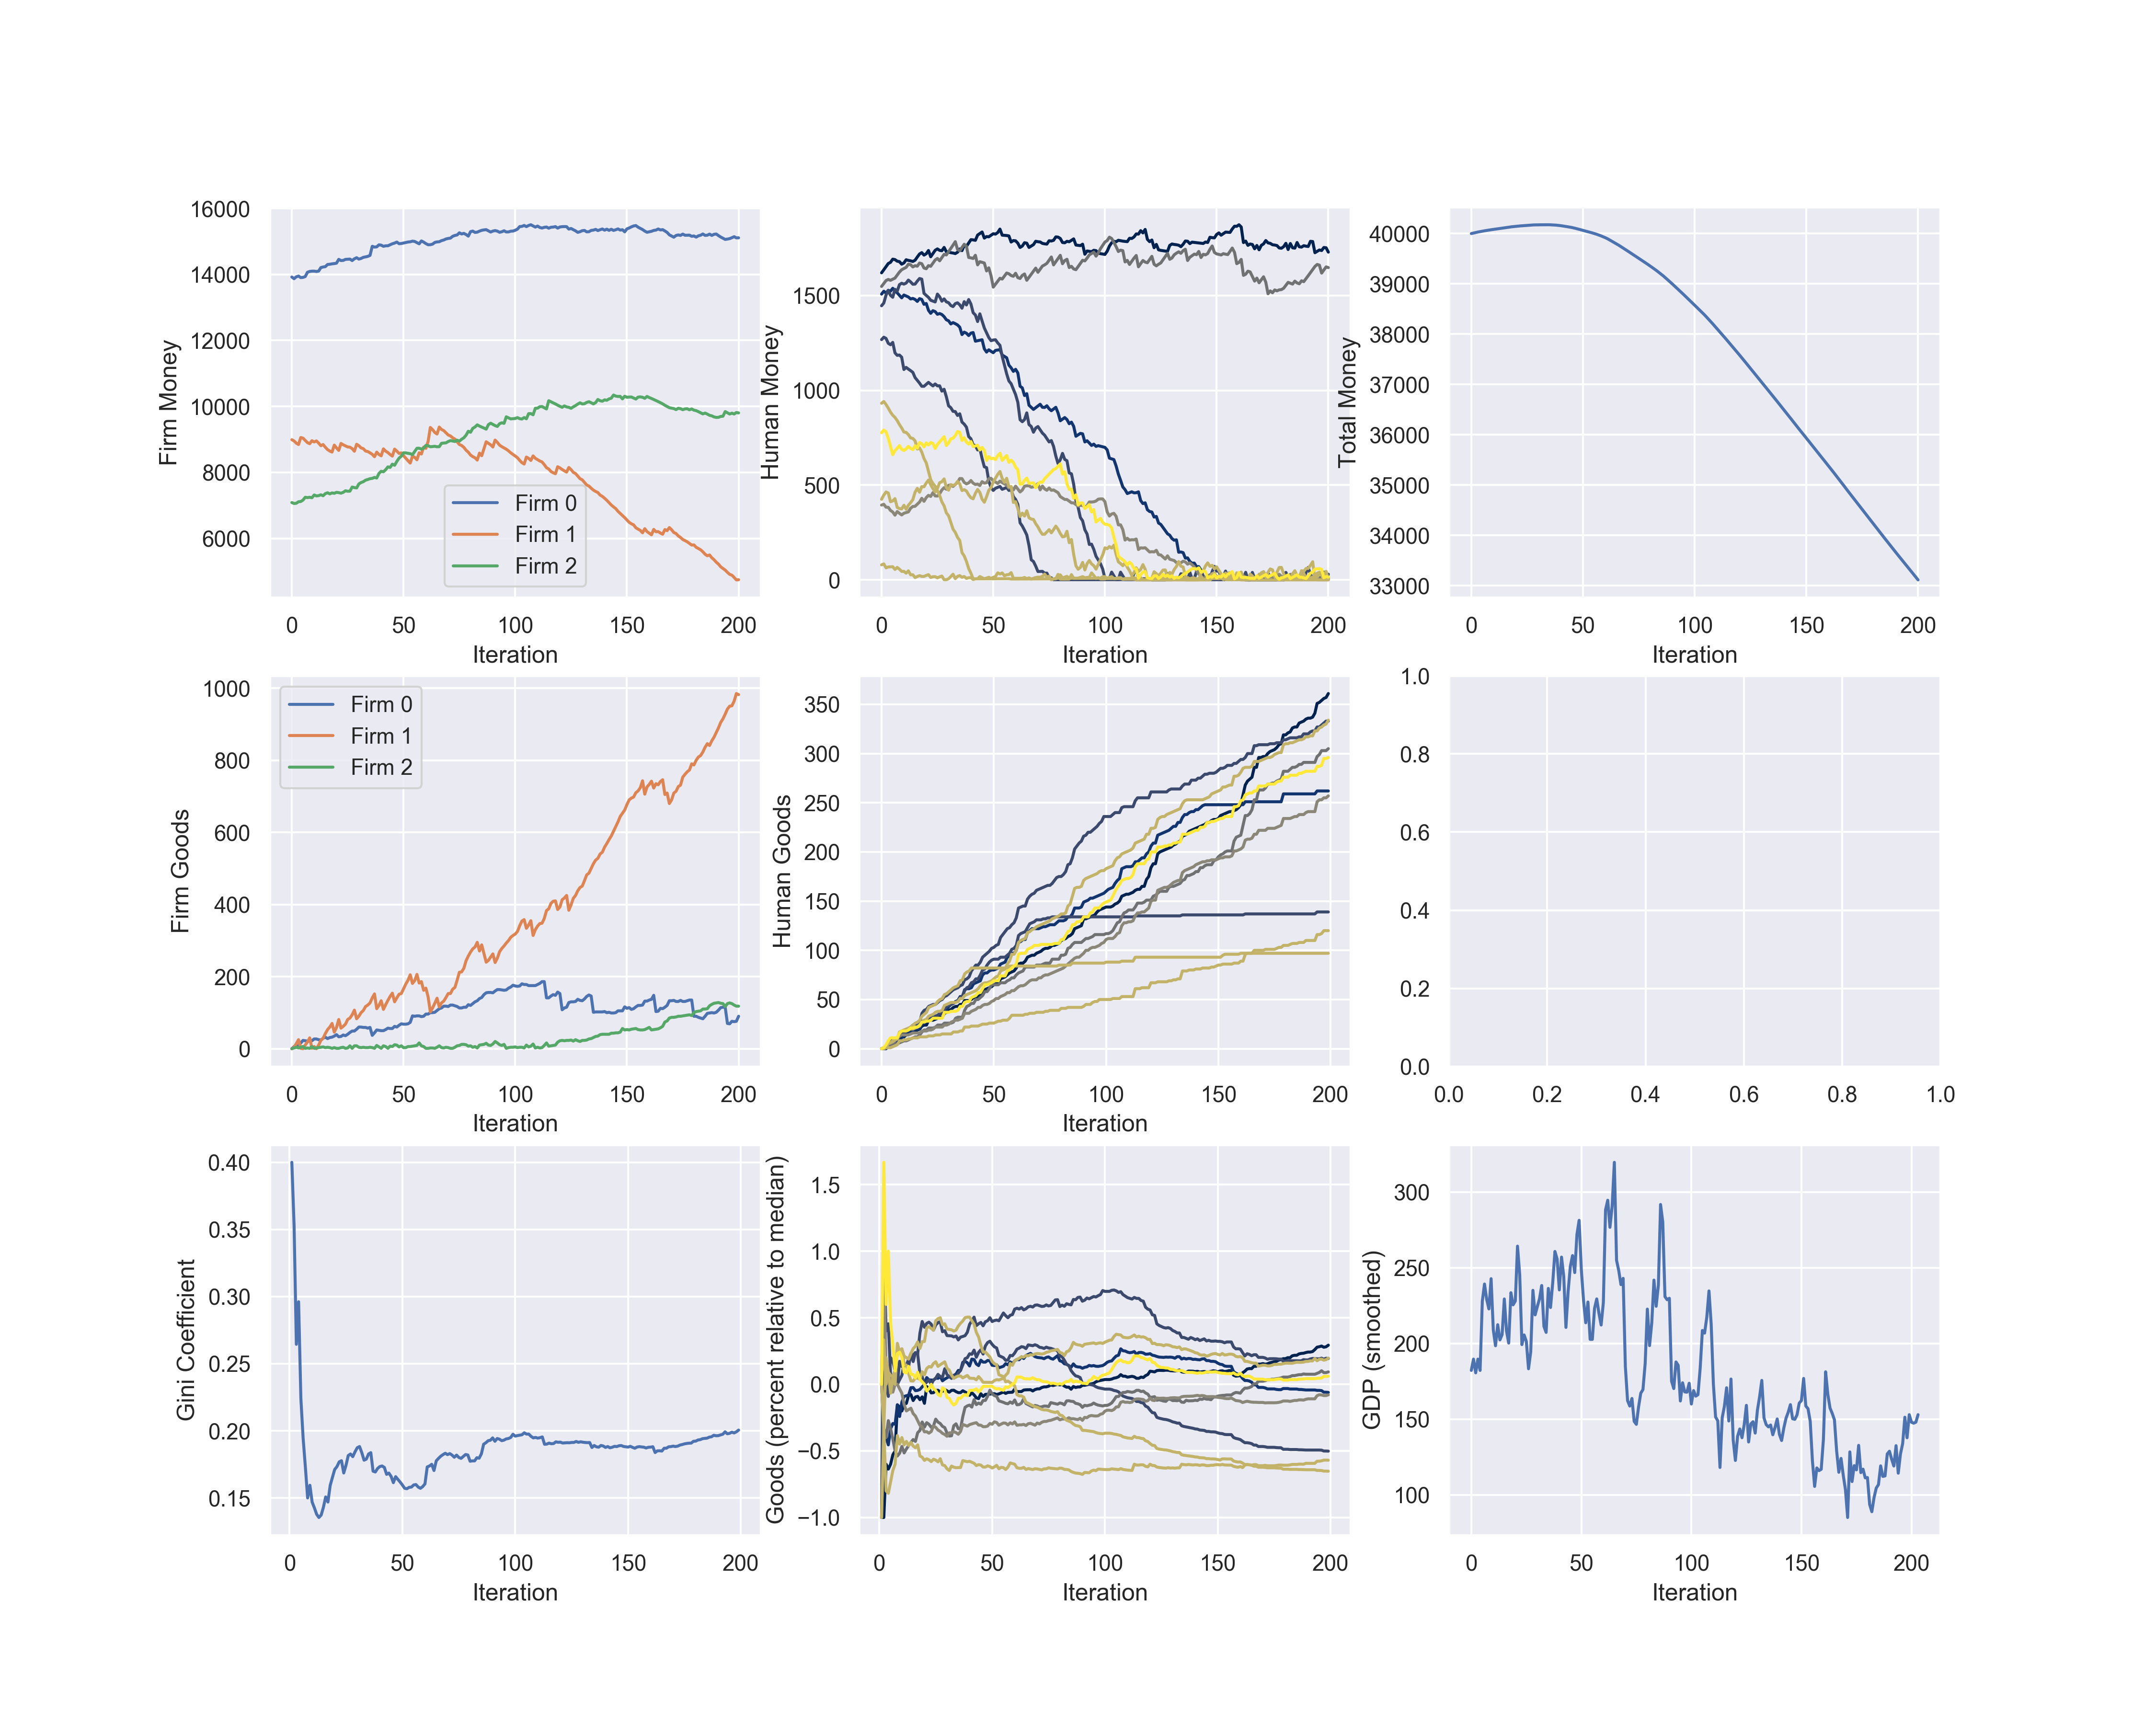 16000
14000
12000
10000
8000
6000
Firm Money
Firm 0
Firm 1
Firm 2
0 50 100 150 200
Iteration
1500
1000
500
0
Human Money
0 50 100 150 200
Iteration
40000
39000
38000
37000
36000
35000
34000
33000
Total Money
0 50 100 150 200
Iteration
1000
800
600
400
200
0
Firm Goods
Firm 0
Firm 1
Firm 2
0 50 100 150 200
Iteration
350
300
250
200
150
100
50
0
Human Goods
0 50 100 150 200
Iteration
1.0
0.8
0.6
0.4
0.2
0.0
0.0 0.2 0.4 0.6 0.8 1.0
0.40
0.35
0.30
0.25
0.20
0.15
Gini Coefficient
0 50 100 150 200
Iteration
1.5
1.0
0.5
0.0
−0.5
−1.0
Goods (percent relative to median)
0 50 100 150 200
Iteration
300
250
200
150
100
GDP (smoothed)
0 50 100 150 200
Iteration